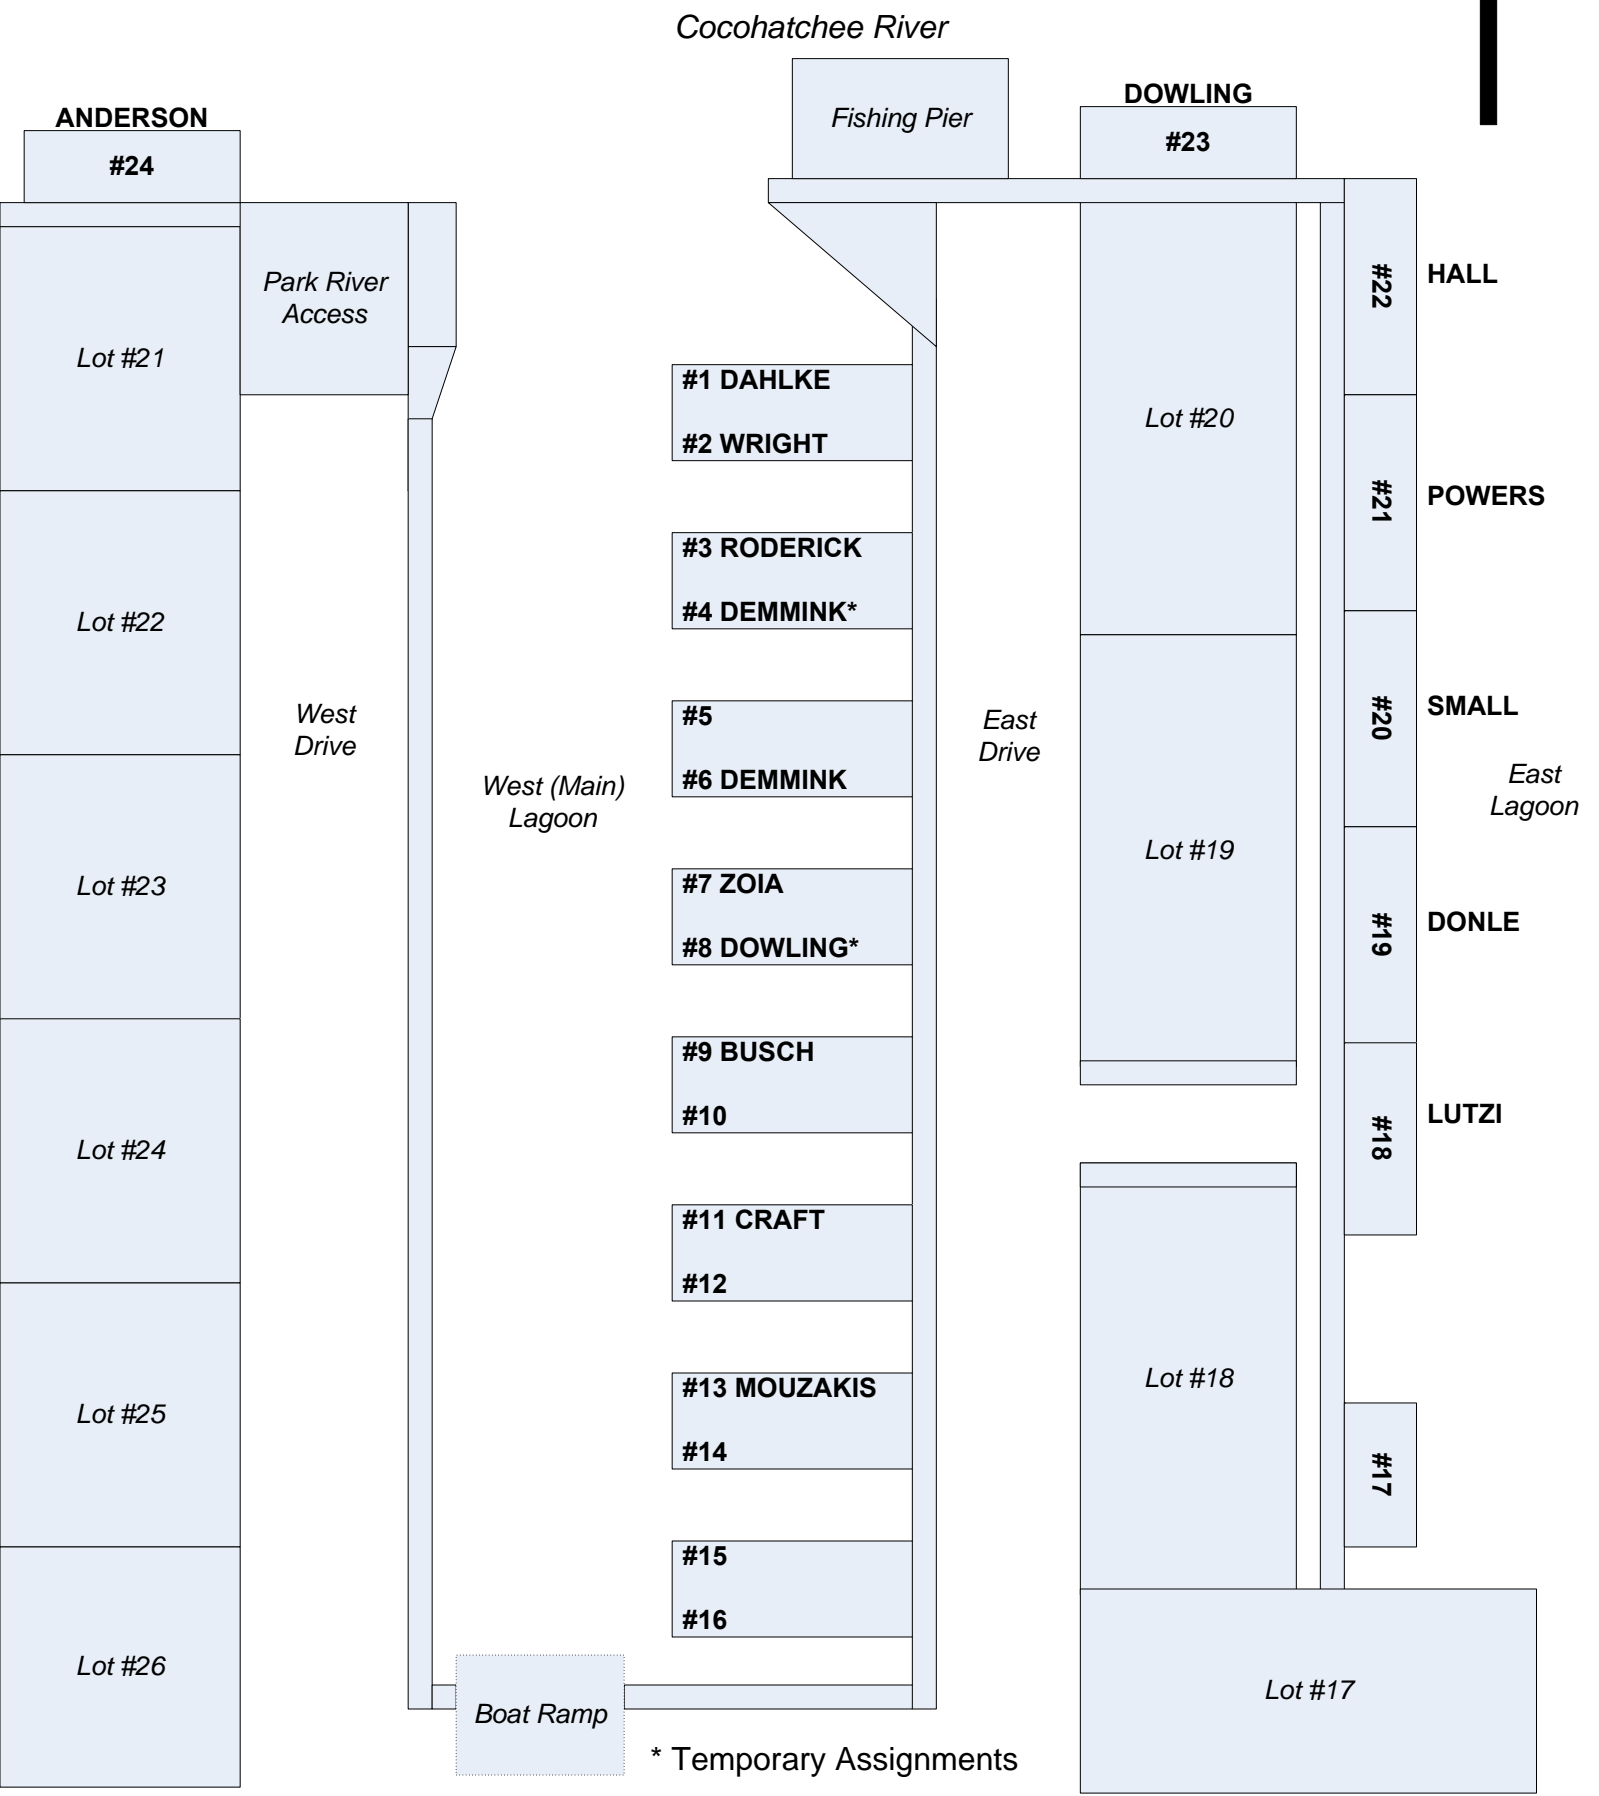 Cocohatchee River
ANDERSON
#24
Fishing Pier
DOWLING
#23
Park River
Access
Lot #21
Lot #22
Lot #23
Lot #24
Lot #25
Lot #26
West
Drive
West (Main)
Lagoon
#1 DAHLKE
#2 WRIGHT
#3 RODERICK
#4 DEMMINK*
#5
#6 DEMMINK
#7 ZOIA
#8 DOWLING*
#9 BUSCH
#10
#11 CRAFT
#12
#13 MOUZAKIS
#14
#15
#16
Boat Ramp
* Temporary Assignments
East
Drive
Lot #20
Lot #19
Lot #18
Lot #17
#22
HALL
#21
POWERS
#20
SMALL
East
Lagoon
#19
DONLE
#18
LUTZI
#17